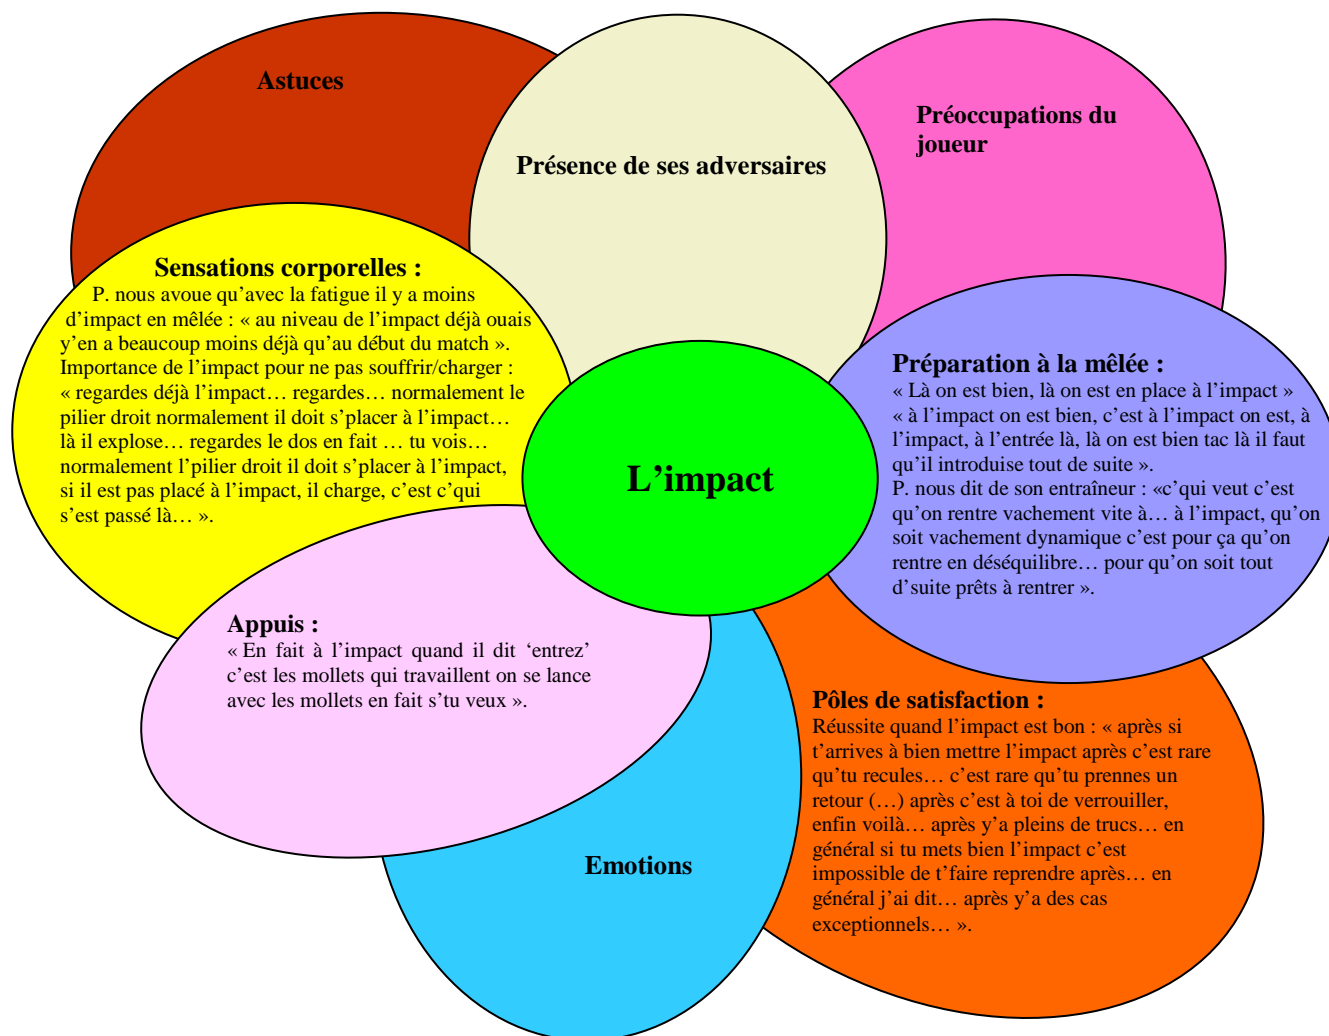 Astuces
Présence de ses adversaires
Préoccupations du
joueur
Sensations corporelles :
P. nous avoue qu’avec la fatigue il y a moins
d’impact en mêlée : « au niveau de l’impact déjà ouais
y’en a beaucoup moins déjà qu’au début du match ».
Importance de l’impact pour ne pas souffrir/charger :
« regardes déjà l’impact… regardes… normalement le
pilier droit normalement il doit s’placer à l’impact…
là il explose… regardes le dos en fait … tu vois…
normalement l’pilier droit il doit s’placer à l’impact,
si il est pas placé à l’impact, il charge, c’est c’qui
s’est passé là… ».
Préparation à la mêlée :
« Là on est bien, là on est en place à l’impact »
« à l’impact on est bien, c’est à l’impact on est, à
l’impact, à l’entrée là, là on est bien tac là il faut
qu’il introduise tout de suite ».
P. nous dit de son entraîneur : «c’qui veut c’est
qu’on rentre vachement vite à… à l’impact, qu’on
soit vachement dynamique c’est pour ça qu’on
rentre en déséquilibre… pour qu’on soit tout
d’suite prêts à rentrer ».
L’impact
Appuis :
« En fait à l’impact quand il dit ‘entrez’
c’est les mollets qui travaillent on se lance
avec les mollets en fait s’tu veux ».
Pôles de satisfaction :
Réussite quand l’impact est bon : « après si
t’arrives à bien mettre l’impact après c’est rare
qu’tu recules… c’est rare qu’tu prennes un
retour (…) après c’est à toi de verrouiller,
enfin voilà… après y’a pleins de trucs… en
général si tu mets bien l’impact c’est
impossible de t’faire reprendre après… en
général j’ai dit… après y’a des cas
exceptionnels… ».
Emotions